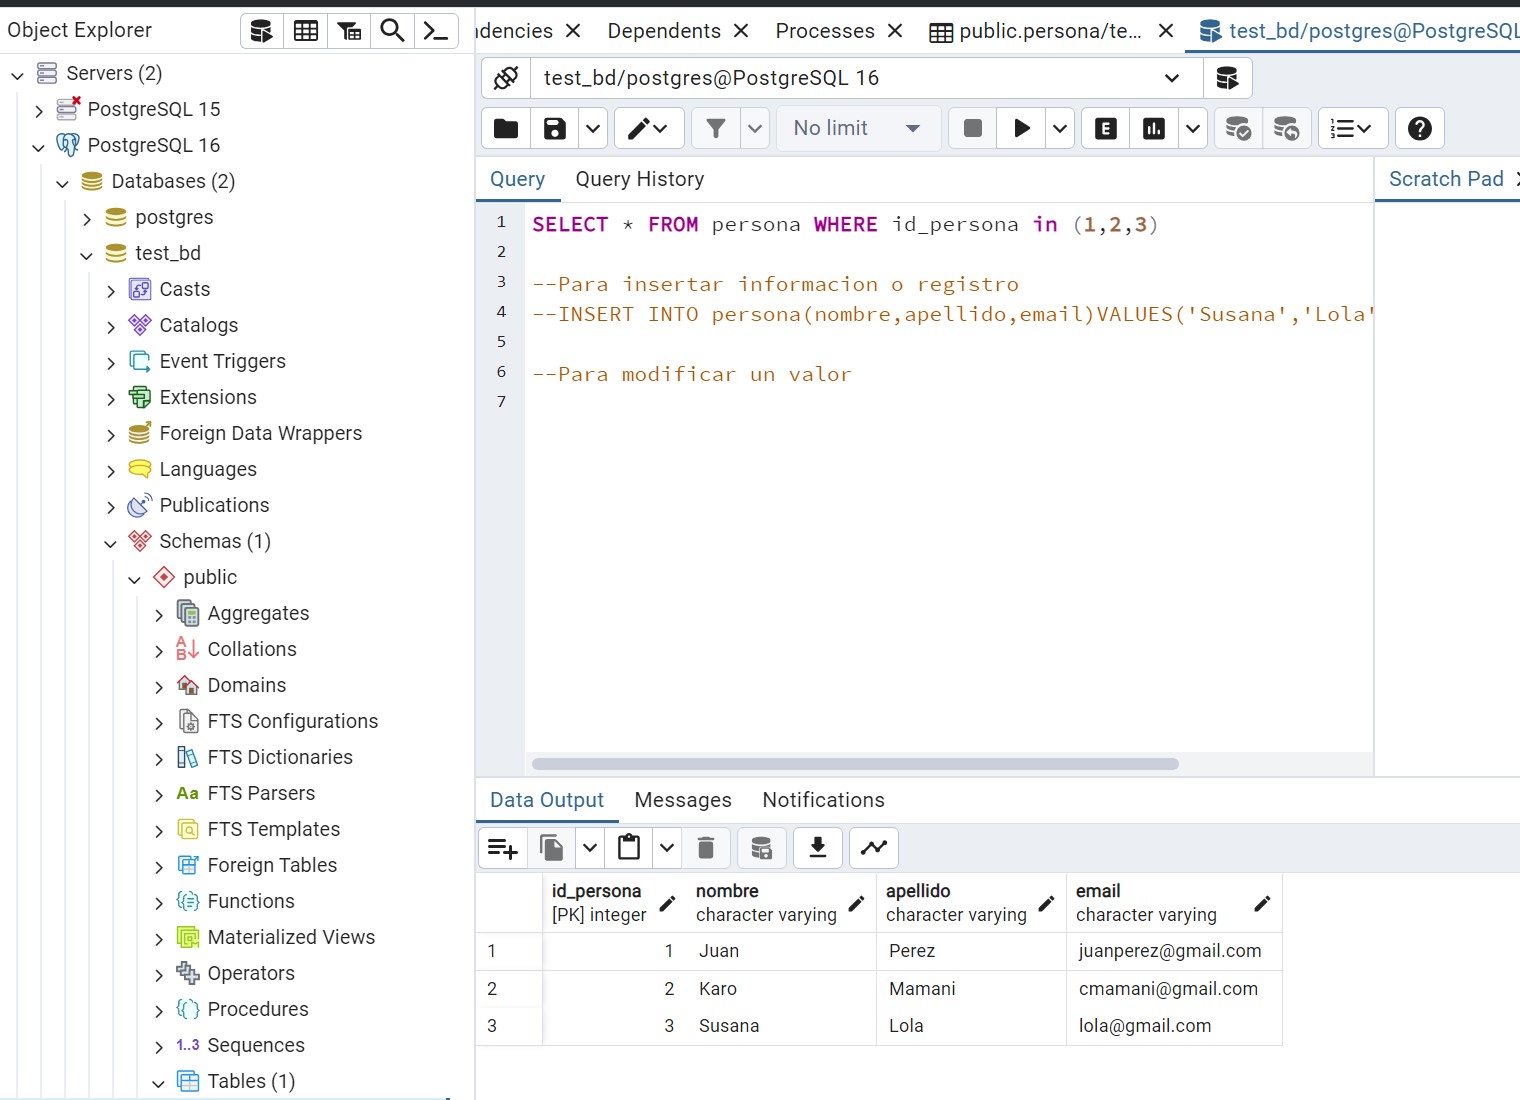 Object Explorer
Servers (2)
PostgreSQL 15
PostgreSQL 16
Databases (2)
postgres
test_bd
Casts
Catalogs
Event Triggers
Extensions
Foreign Data Wrappers
Languages
Publications
Schemas (1)
public
Aggregates
Collations
Domains
FTS Configurations
FTS Dictionaries
Aa FTS Parsers
FTS Templates
Foreign Tables
Functions
Materialized Views
Operators
Procedures
1..3 Sequences
Tables (1)
ndencies Dependents Processes public.persona/te... test_bd/postgres@PostgreSQL
test_bd/postgres@PostgreSQL 16
No limit E
Query Query History Scratch Pad
1 SELECT * FROM persona WHERE id_persona in (1,2,3)
2
3 --Para insertar informacion o registro
4 --INSERT INTO persona(nombre,apellido,email)VALUES('Susana','Lola'
5
6 --Para modificar un valor
7
Data Output Messages Notifications
id_persona nombre apellido email
[PK] integer character varying character varying character varying
1 1 Juan Perez juanperez@gmail.com
2 2 Karo Mamani cmamani@gmail.com
3 3 Susana Lola lola@gmail.com